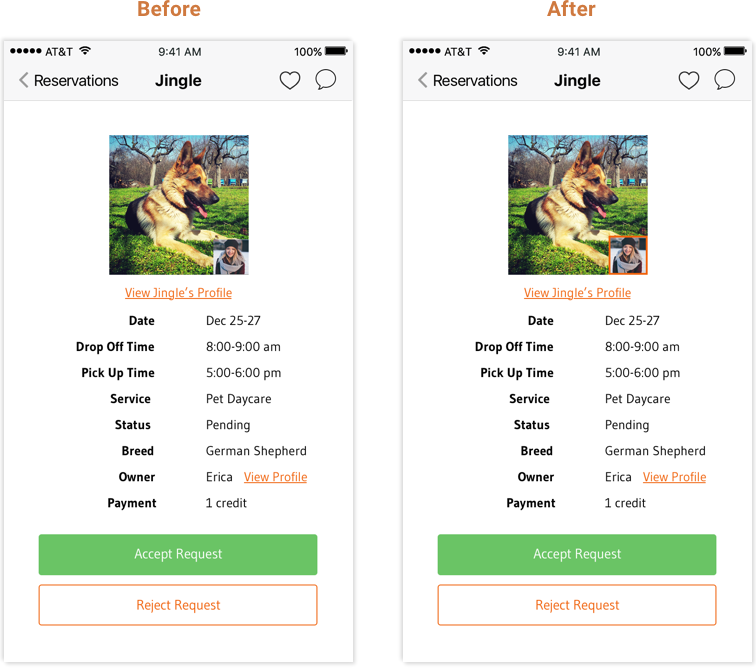 Before
AT&T 9:41 AM 100%
Reservations Jingle
View Jingle's Profile
Date Dec 25-27
Drop Off Time 8:00-9:00 am
Pick Up Time 5:00-6:00 pm
Service Pet Daycare
Status Pending
Breed German Shepherd
Owner Erica View Profile
Payment 1 credit
Accept Request
Reject Request
After
AT&T 9:41 AM 100%
Reservations Jingle
View Jingle's Profile
Date Dec 25-27
Drop Off Time 8:00-9:00 am
Pick Up Time 5:00-6:00 pm
Service Pet Daycare
Status Pending
Breed German Shepherd
Owner Erica View Profile
Payment 1 credit
Accept Request
Reject Request